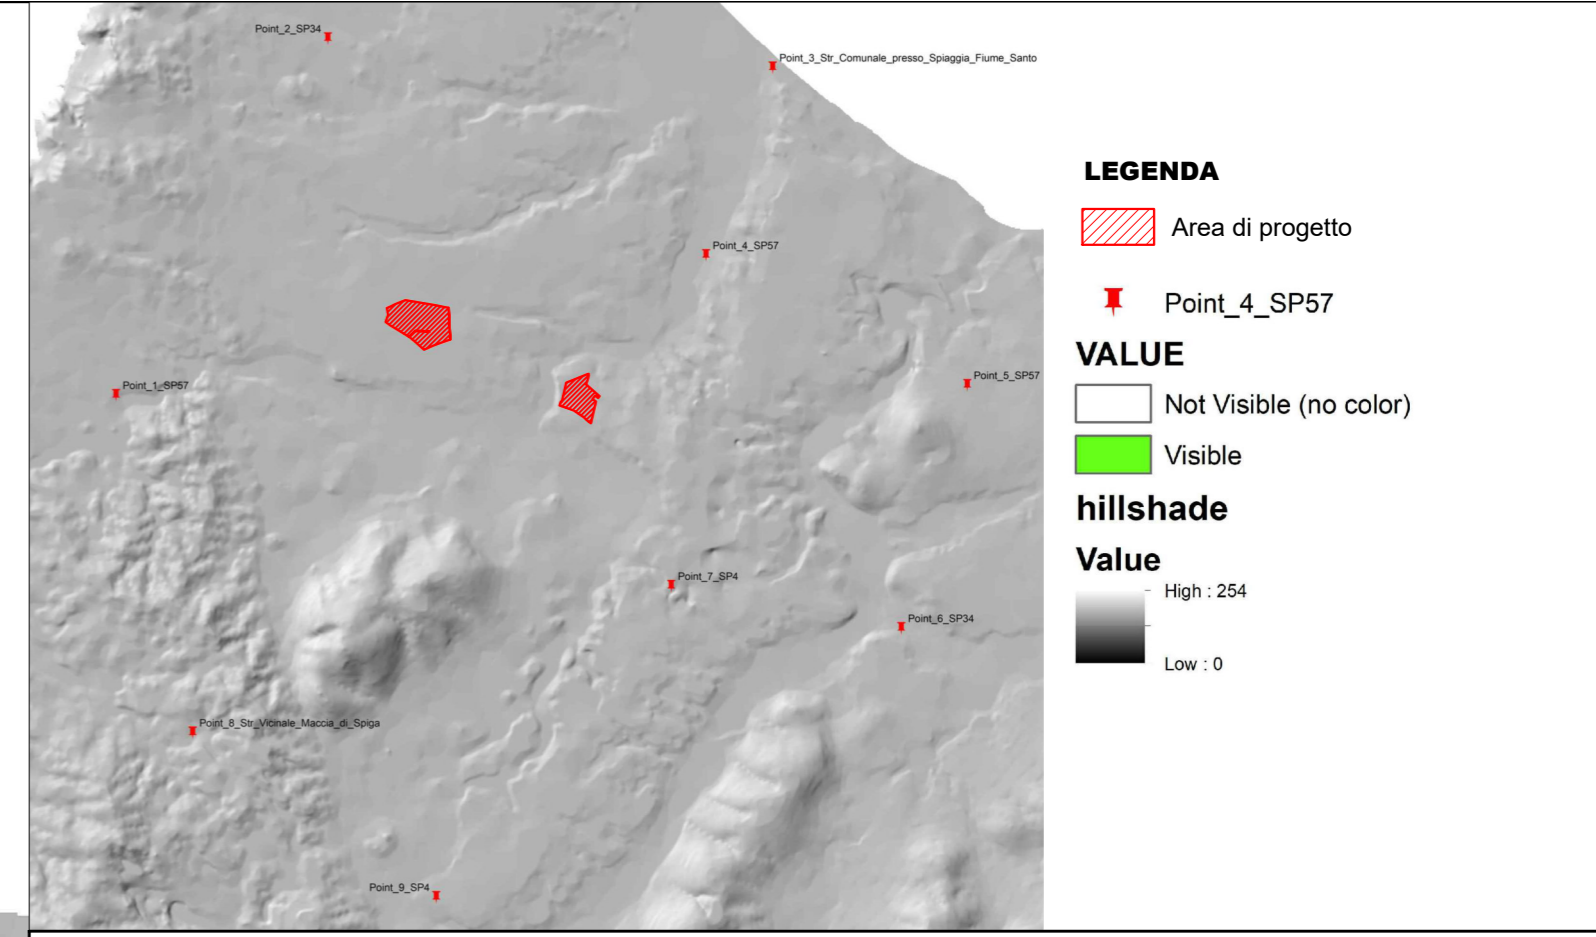 Point_2_SP34
Point_3_Str_Comunale_presso_Spiaggia_Fiume_Santo
Point_4_SP57
Point_1_SP57
Point_5_SP57
Point_7_SP4
Point_6_SP34
Point_8_Str_Vicinale_Maccia_di_Spiga
Point_9_SP4
LEGENDA
Area di progetto
Point_4_SP57
VALUE
Not Visible (no color)
Visible
hillshade
Value
High : 254
Low : 0